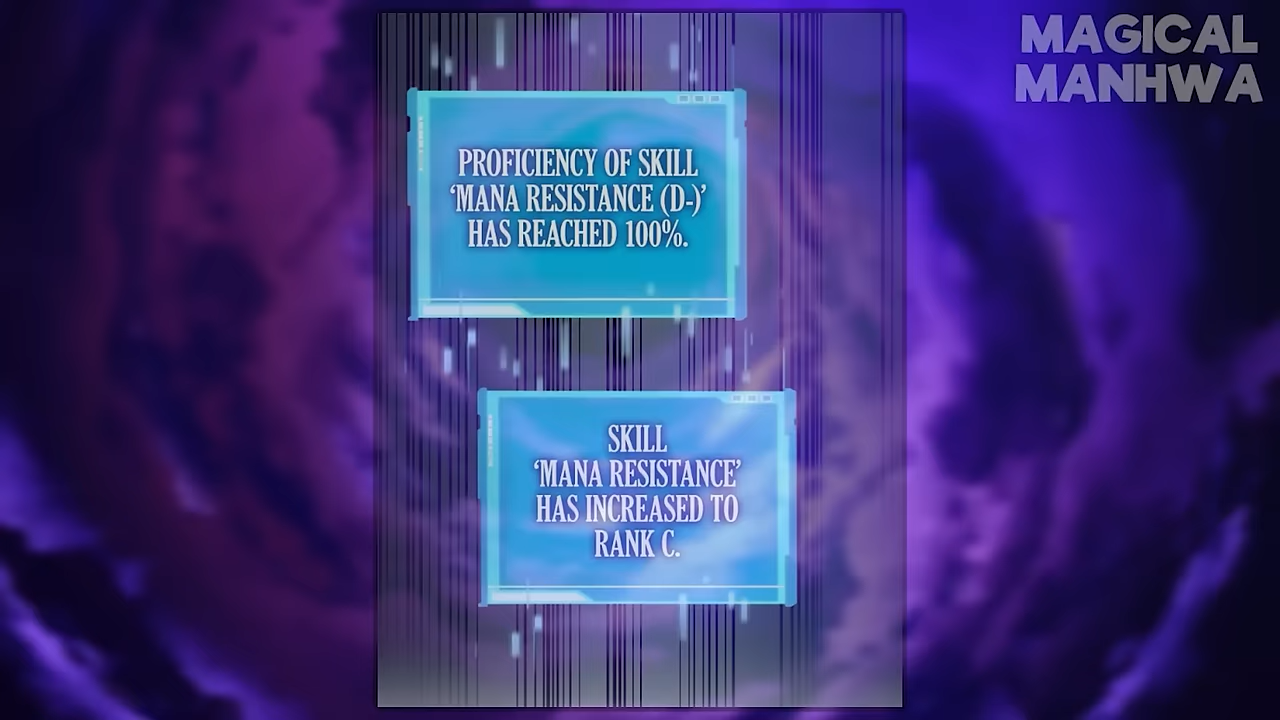 MAGICAL
MANHWA
PROFICIENCY OF SKILL
‘MANA RESISTANCE (D-)’
HAS REACHED 100%.
SKILL
‘MANA RESISTANCE’
HAS INCREASED TO
RANK C.